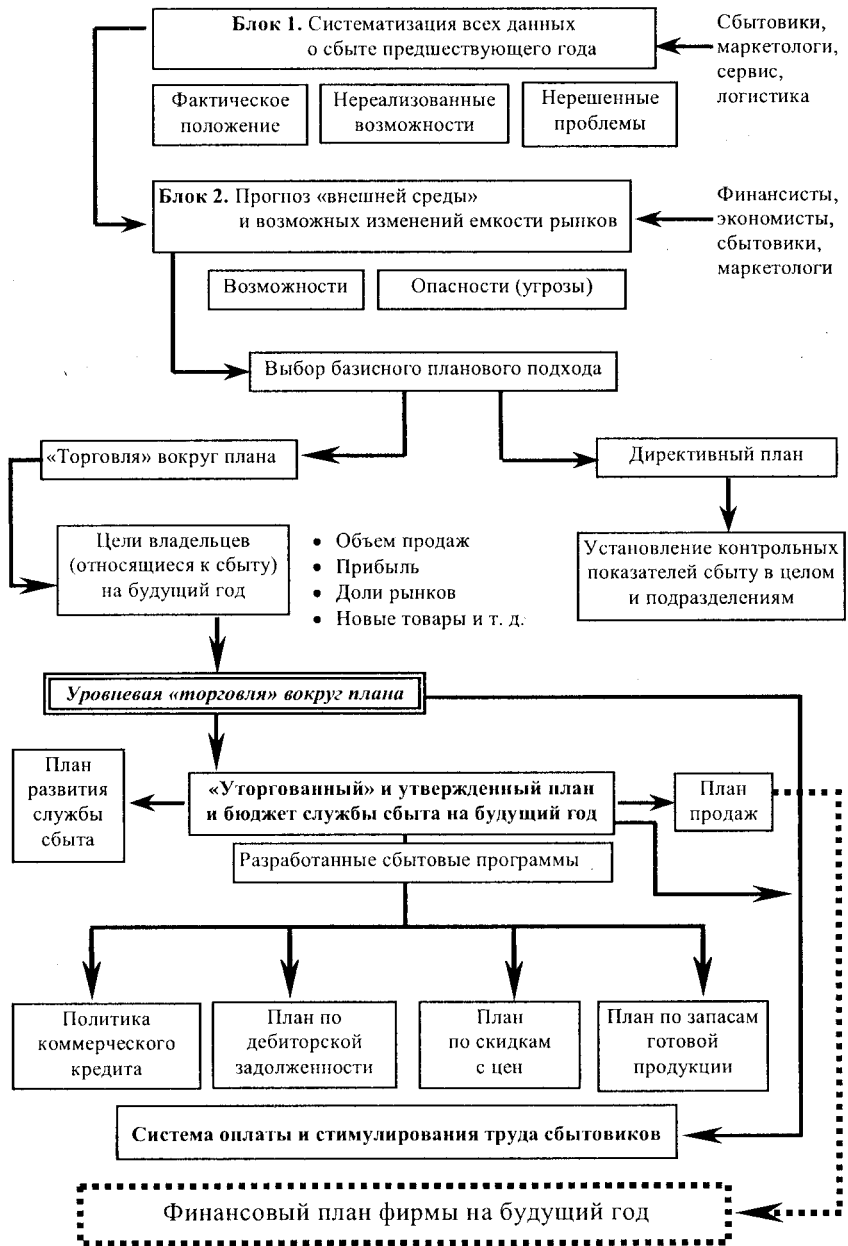 Блок 1. Систематизация всех данных
о сбыте предшествующего года
Сбытовики,
маркетологи,
сервис,
логистика
Фактическое
положение
Нереализованные
возможности
Нерешенные
проблемы
Блок 2. Прогноз «внешней среды»
и возможных изменений емкости рынков
Финансисты,
экономисты,
сбытовики,
маркетологи
Возможности
Опасности (угрозы)
Выбор базисного планового подхода
«Торговля» вокруг плана
Директивный план
Цели владельцев
(относящиеся к сбыту)
на будущий год
• Объем продаж
• Прибыль
• Доли рынков
• Новые товары и т. д.
Установление контрольных
показателей сбыту в целом
и подразделениям
Уровневая «торговля» вокруг плана
План
развития
службы
сбыта
«Уторгованный» и утвержденный план
и бюджет службы сбыта на будущий год
План
продаж
Разработанные сбытовые программы
Политика
коммерческого
кредита
План по
дебиторской
задолженности
План
по скидкам
с цен
План по запасам
готовой
продукции
Система оплаты и стимулирования труда сбытовиков
Финансовый план фирмы на будущий год